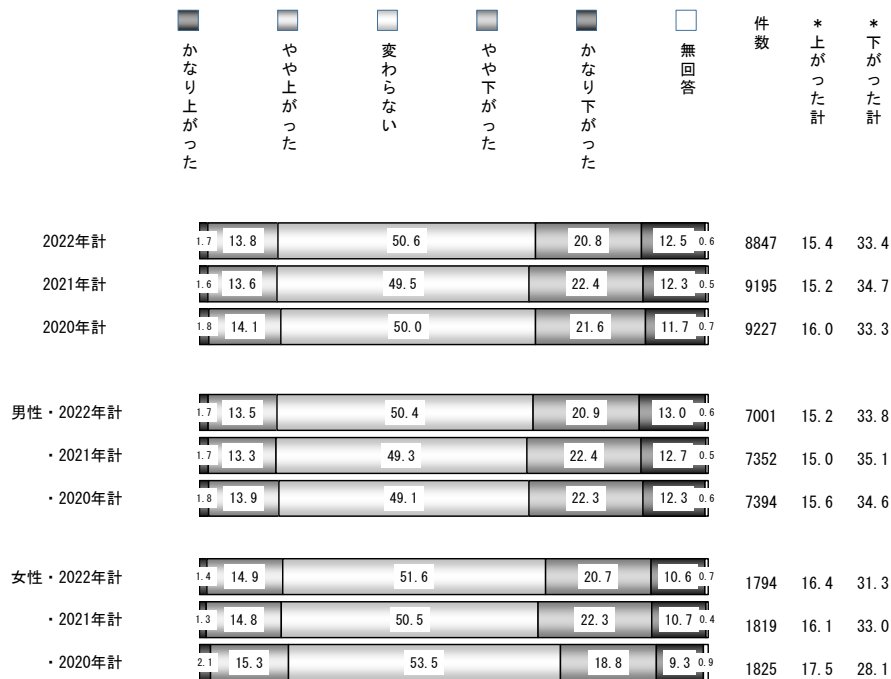 かなり上がった
やや上がった
変わらない
やや下がった
かなり下がった
無回答
件数
*上がった計
*下がった計
2022年計 1.7 13.8 50.6 20.8 12.5 0.6 8847 15.4 33.4
2021年計 1.6 13.6 49.5 22.4 12.3 0.5 9195 15.2 34.7
2020年計 1.8 14.1 50.0 21.6 11.7 0.7 9227 16.0 33.3
男性・2022年計 1.7 13.5 50.4 20.9 13.0 0.6 7001 15.2 33.8
・2021年計 1.7 13.3 49.3 22.4 12.7 0.5 7352 15.0 35.1
・2020年計 1.8 13.9 49.1 22.3 12.3 0.6 7394 15.6 34.6
女性・2022年計 1.4 14.9 51.6 20.7 10.6 0.7 1794 16.4 31.3
・2021年計 1.3 14.8 50.5 22.3 10.7 0.4 1819 16.1 33.0
・2020年計 2.1 15.3 53.5 18.8 9.3 0.9 1825 17.5 28.1